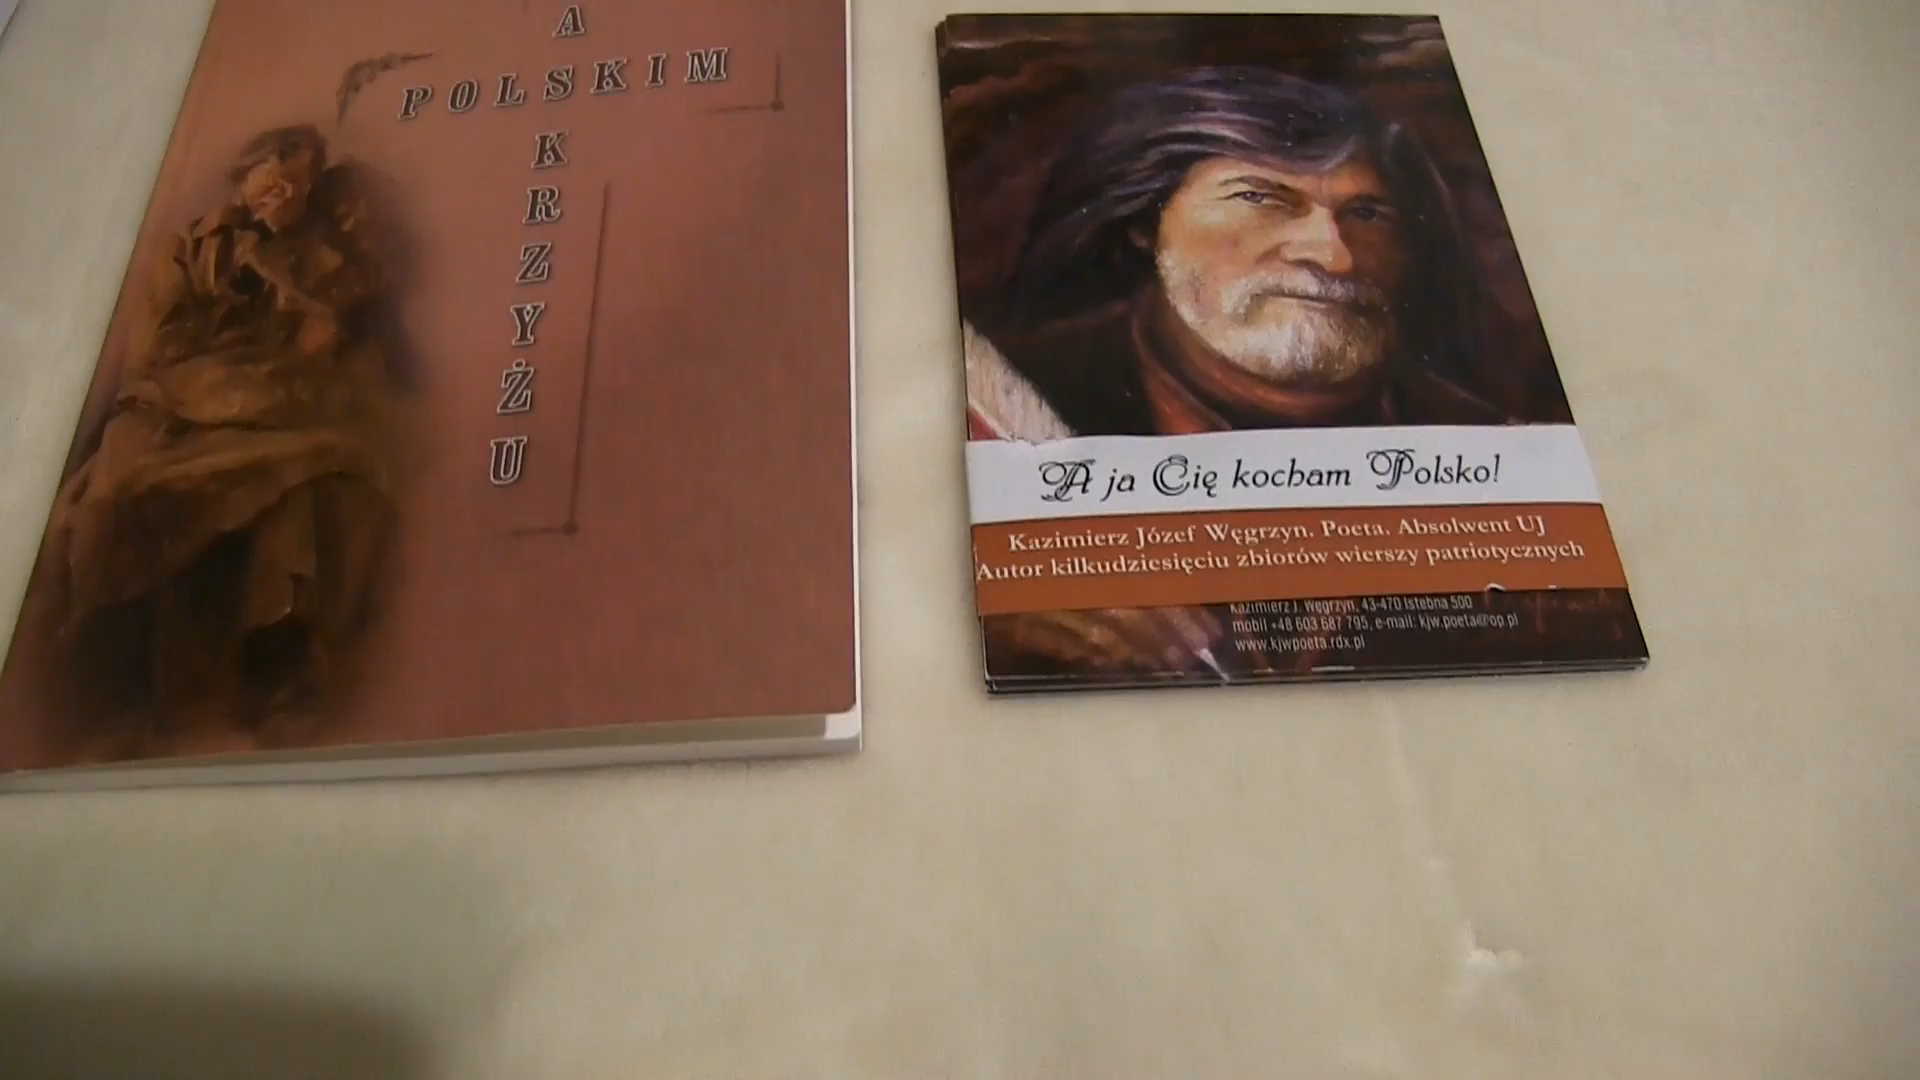 A
POLSKIM
K
R
Z
Y
Ż
U
A ja Cię kocham Polsko!
Kazimierz Józef Węgrzyn. Poeta. Absolwent UJ
Autor kilkudziesięciu zbiorów wierszy patriotycznych
Kazimierz J. Węgrzyn, 43-470 Istebna 500
mobil +48 603 687 795, e-mail: kjw.poeta@op.pl
www.kjwpoeta.rdx.pl